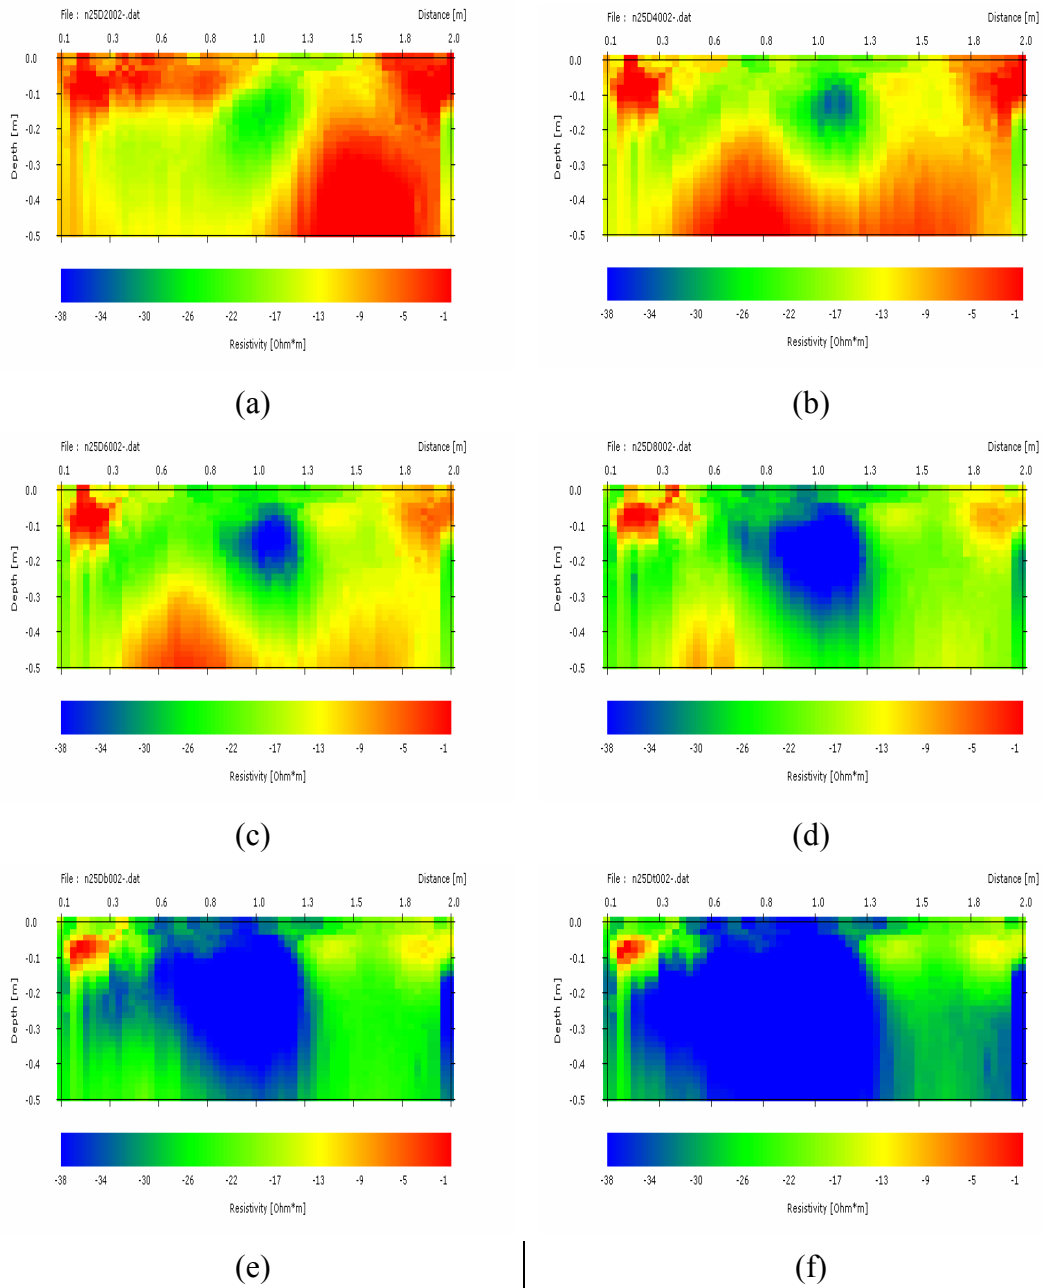 File : n25D2002-.dat Distance [m]
0.1 0.3 0.6 0.8 1.0 1.3 1.5 1.7 2.0
0.0
-0.1
-0.2
-0.3
-0.4
-0.5
Depth [m]
-38 -34 -30 -26 -22 -17 -13 -9 -5 -1
Resistivity [Ohm*m]
(a)
File : n25D4002-.dat Distance [m]
0.1 0.3 0.6 0.8 1.0 1.3 1.5 1.7 2.0
0.0
-0.1
-0.2
-0.3
-0.4
-0.5
Depth [m]
-38 -34 -30 -26 -22 -17 -13 -9 -5 -1
Resistivity [Ohm*m]
(b)
File : n25D6002-.dat Distance [m]
0.1 0.3 0.6 0.8 1.0 1.3 1.5 1.7 2.0
0.0
-0.1
-0.2
-0.3
-0.4
-0.5
Depth [m]
-38 -34 -30 -26 -22 -17 -13 -9 -5 -1
Resistivity [Ohm*m]
(c)
File : n25D8002-.dat Distance [m]
0.1 0.3 0.6 0.8 1.0 1.3 1.5 1.7 2.0
0.0
-0.1
-0.2
-0.3
-0.4
-0.5
Depth [m]
-38 -34 -30 -26 -22 -17 -13 -9 -5 -1
Resistivity [Ohm*m]
(d)
File : n25Db002-.dat Distance [m]
0.1 0.3 0.6 0.8 1.0 1.3 1.5 1.7 2.0
0.0
-0.1
-0.2
-0.3
-0.4
-0.5
Depth [m]
-38 -34 -30 -26 -22 -17 -13 -9 -5 -1
Resistivity [Ohm*m]
(e)
File : n25Dt002-.dat Distance [m]
0.1 0.3 0.6 0.8 1.0 1.3 1.5 1.7 2.0
0.0
-0.1
-0.2
-0.3
-0.4
-0.5
Depth [m]
-38 -34 -30 -26 -22 -17 -13 -9 -5 -1
Resistivity [Ohm*m]
(f)